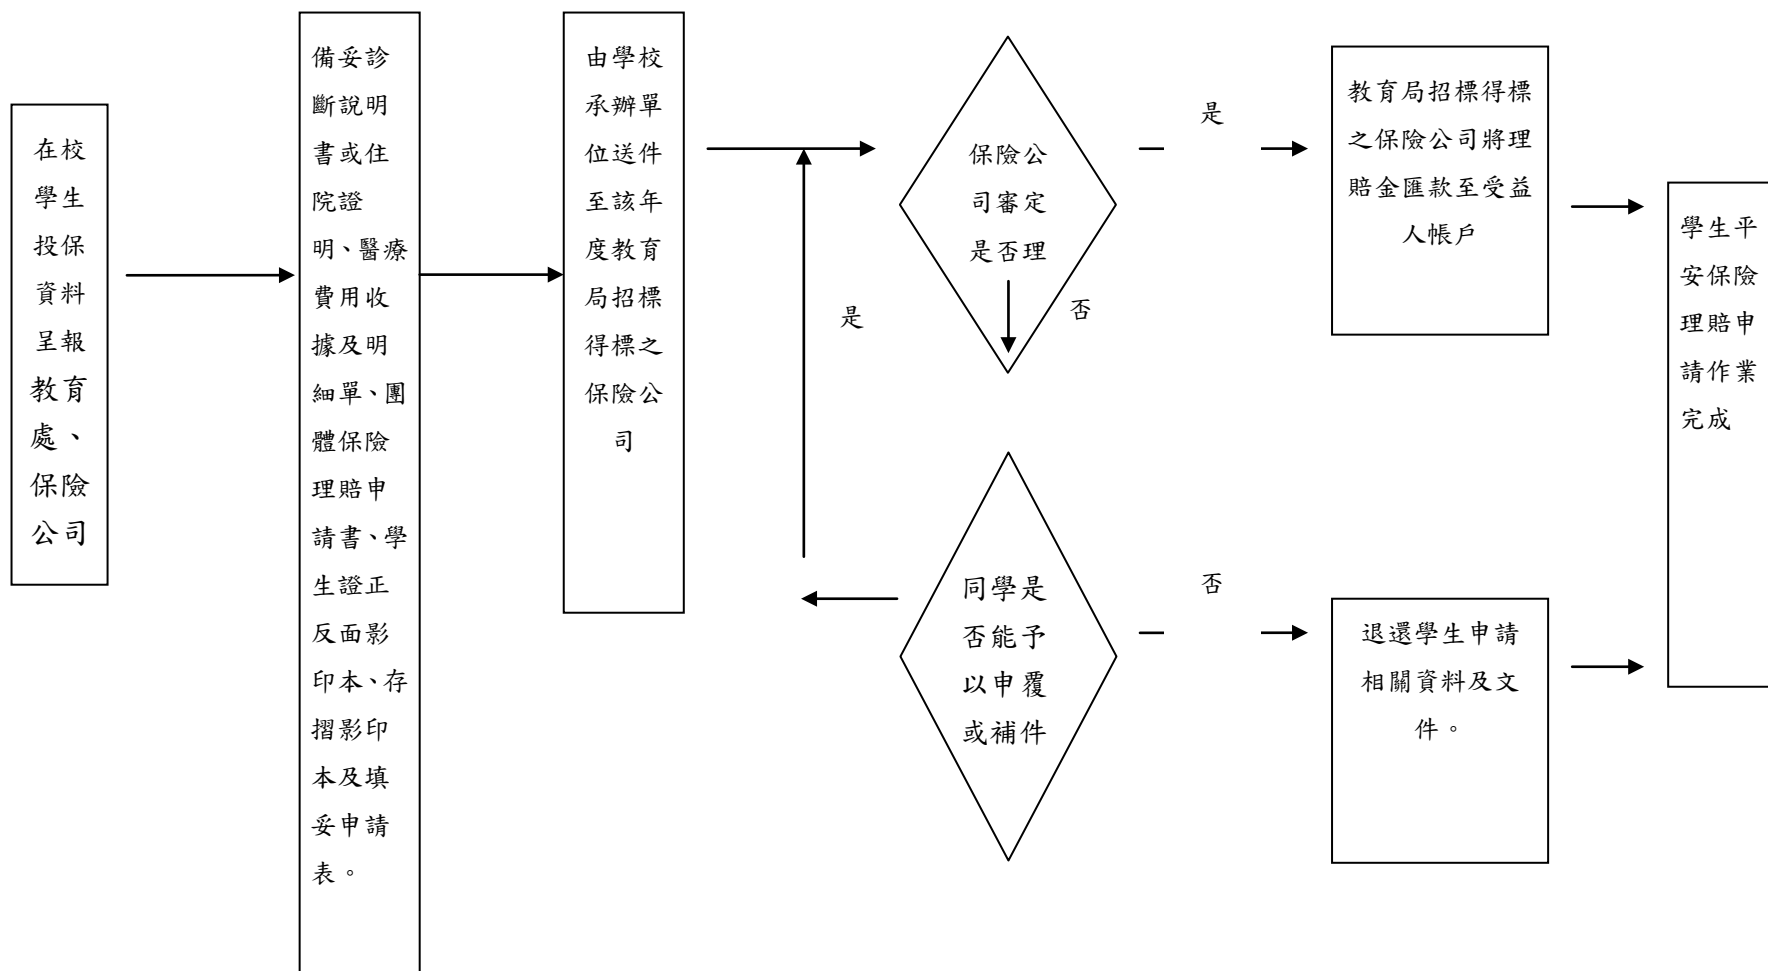 在校
學生
投保
資料
呈報
教育
處、
保險
公司
備妥診
斷說明
書或住
院證
明、醫療
費用收
據及明
細單、團
體保險
理賠申
請書、學
生證正
反面影
印本、存
摺影印
本及填
妥申請
表。
由學校
承辦單
位送件
至該年
度教育
局招標
得標之
保險公
司
保險公
司審定
是否理
否
是
是
教育局招標得標
之保險公司將理
賠金匯款至受益
人帳戶
同學是
否能予
以申覆
或補件
否
退還學生申請
相關資料及文
件。
學生平
安保險
理賠申
請作業
完成